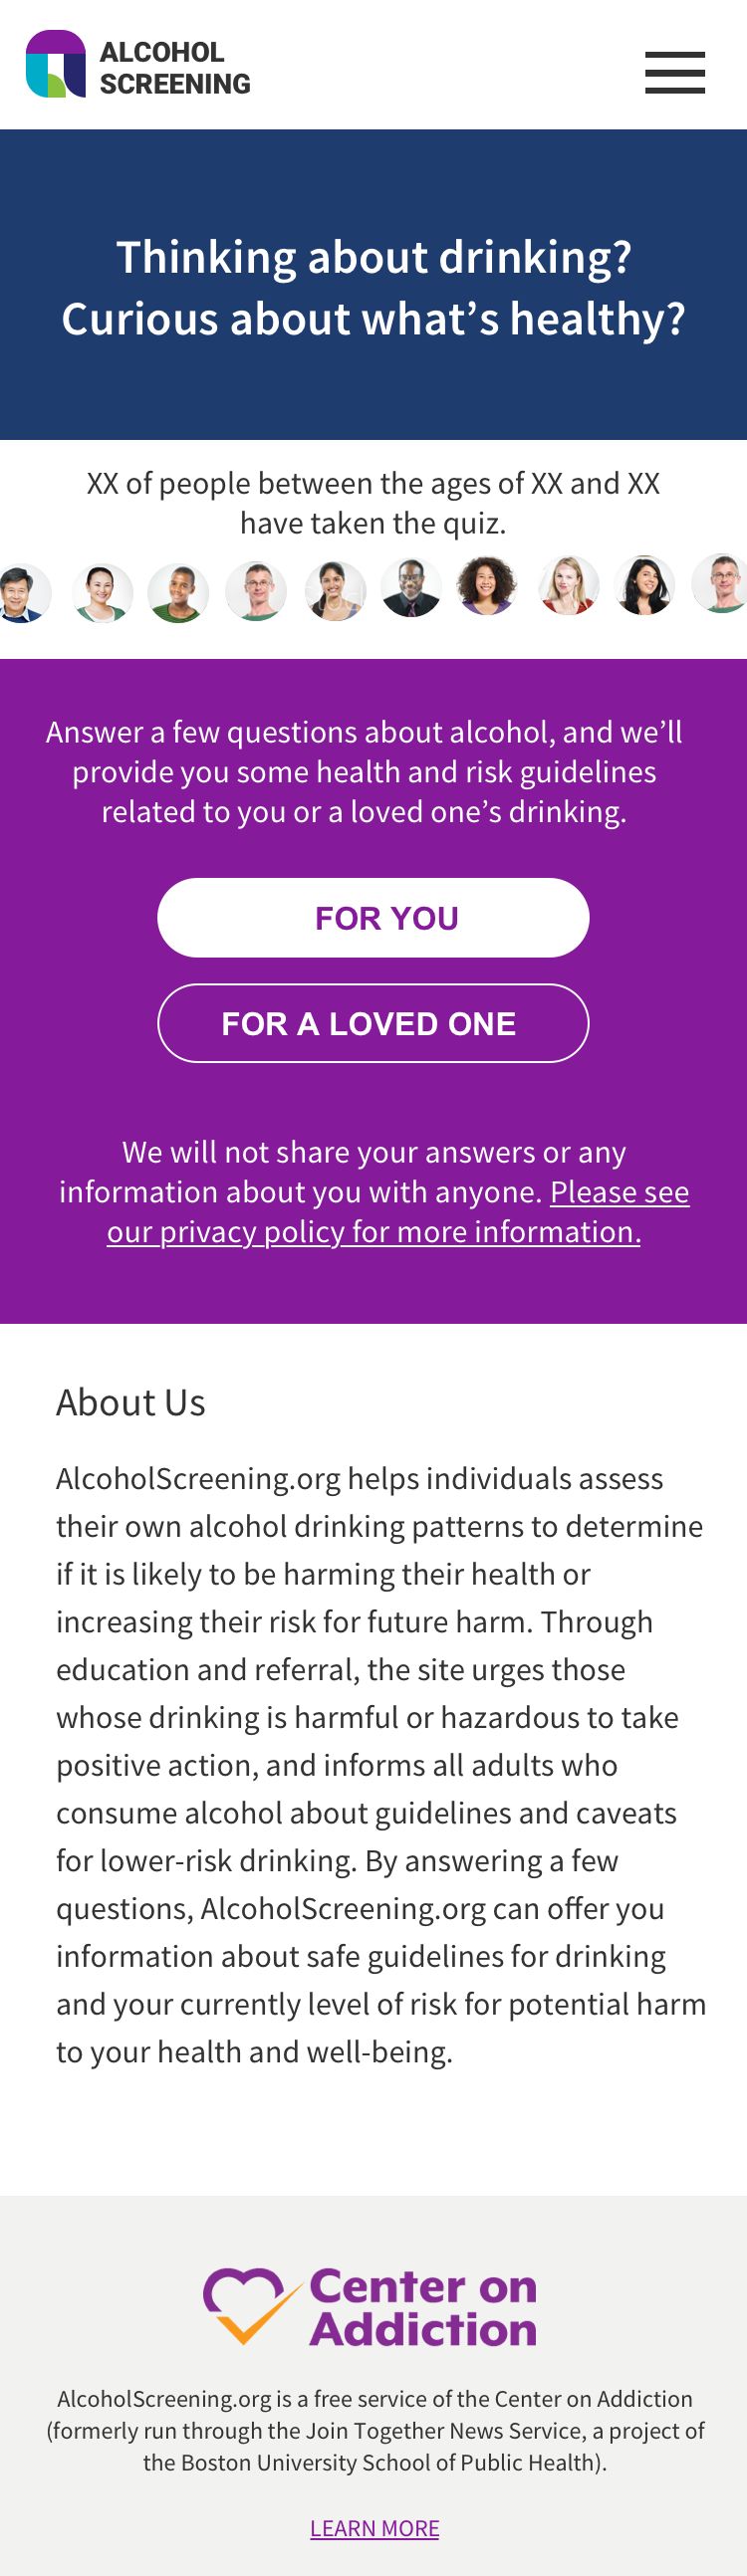 ALCOHOL
SCREENING
Thinking about drinking?
Curious about what’s healthy?
XX of people between the ages of XX and XX
have taken the quiz.
Answer a few questions about alcohol, and we’ll
provide you some health and risk guidelines
related to you or a loved one’s drinking.
FOR YOU
FOR A LOVED ONE
We will not share your answers or any
information about you with anyone. Please see
our privacy policy for more information.
About Us
AlcoholScreening.org helps individuals assess
their own alcohol drinking patterns to determine
if it is likely to be harming their health or
increasing their risk for future harm. Through
education and referral, the site urges those
whose drinking is harmful or hazardous to take
positive action, and informs all adults who
consume alcohol about guidelines and caveats
for lower-risk drinking. By answering a few
questions, AlcoholScreening.org can offer you
information about safe guidelines for drinking
and your currently level of risk for potential harm
to your health and well-being.
Center on
Addiction
AlcoholScreening.org is a free service of the Center on Addiction
(formerly run through the Join Together News Service, a project of
the Boston University School of Public Health).
LEARN MORE